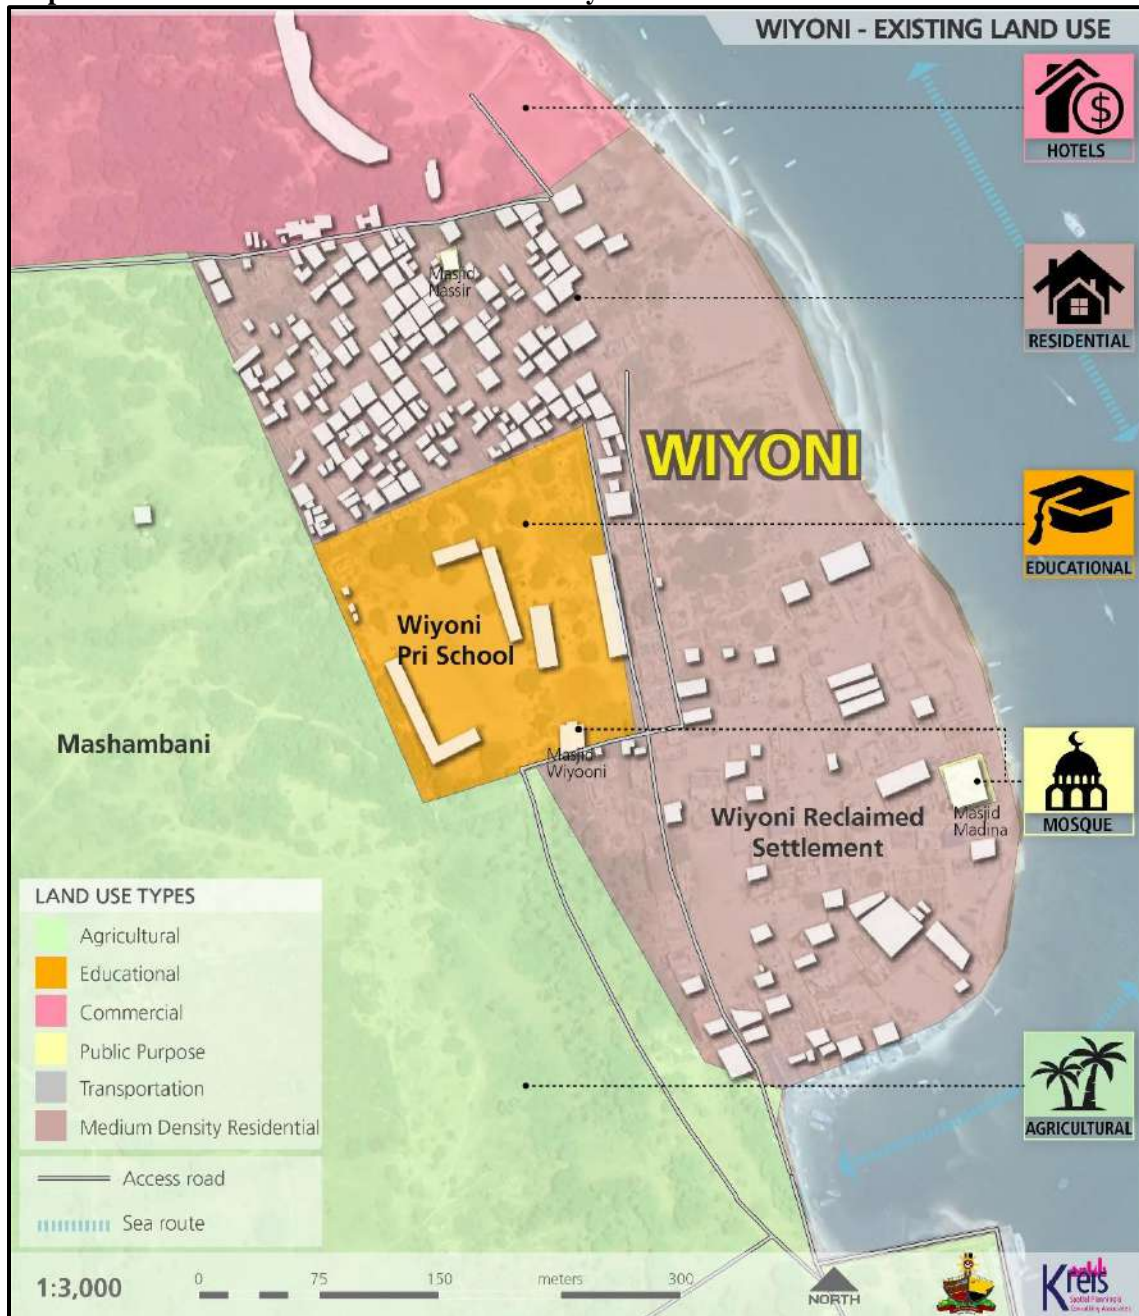 WIYONI - EXISTING LAND USE
$
HOTELS
Masjid
Nassir
RESIDENTIAL
WIYONI
EDUCATIONAL
Wiyoni
Pri School
Mashambani
Masjid
Wiyooni
MOSQUE
Wiyoni Reclaimed
Settlement
Masjid
Madina
LAND USE TYPES
Agricultural
Educational
Commercial
Public Purpose
Transportation
Medium Density Residential
AGRICULTURAL
Access road
Sea route
1:3,000
0 75 150 meters 300
NORTH
Kreis